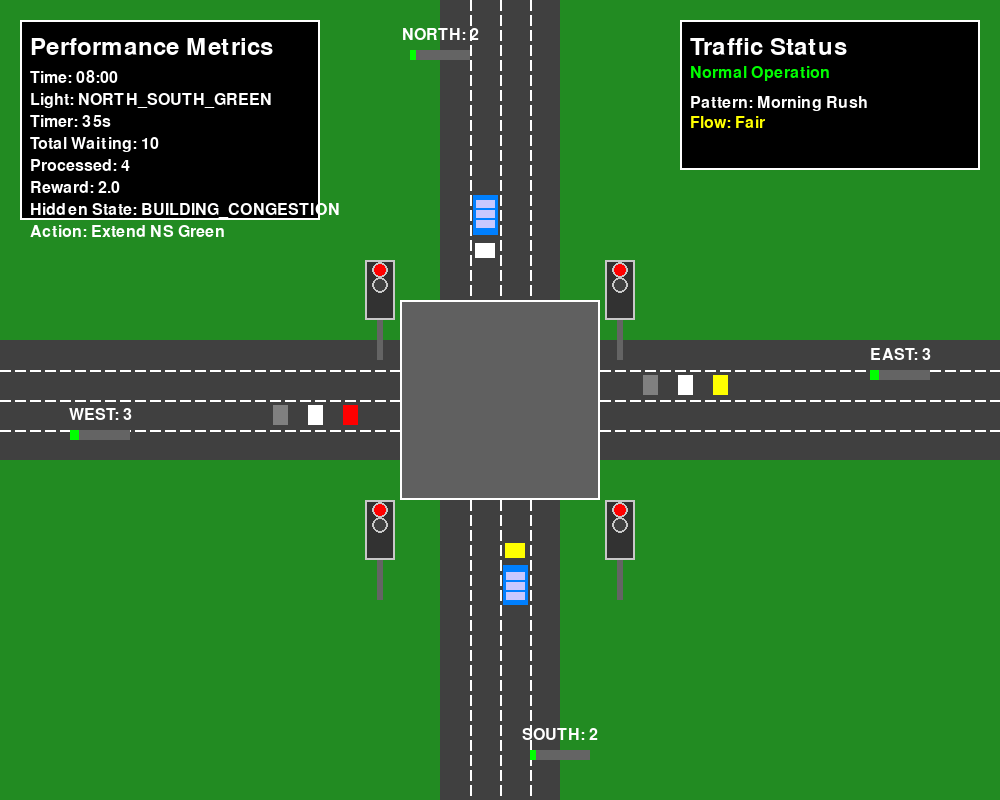 Performance Metrics
Time: 08:00
Light: NORTH_SOUTH_GREEN
Timer: 35s
Total Waiting: 10
Processed: 4
Reward: 2.0
Hidden State: BUILDING_CONGESTION
Action: Extend NS Green
NORTH: 2
Traffic Status
Normal Operation
Pattern: Morning Rush
Flow: Fair
EAST: 3
WEST: 3
SOUTH: 2